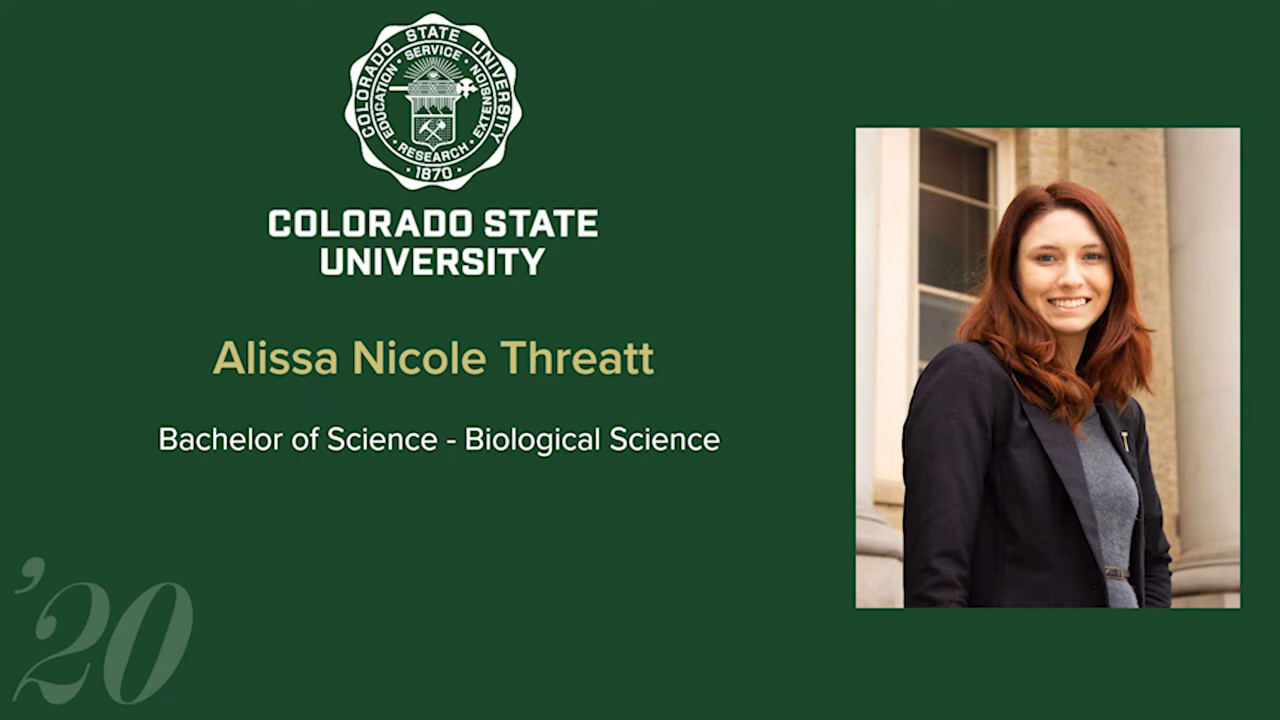 COLORADO STATE UNIVERSITY
EDUCATION · SERVICE · EXTENSION
· RESEARCH ·
· 1870 ·
COLORADO STATE
UNIVERSITY
Alissa Nicole Threatt
Bachelor of Science - Biological Science
’20